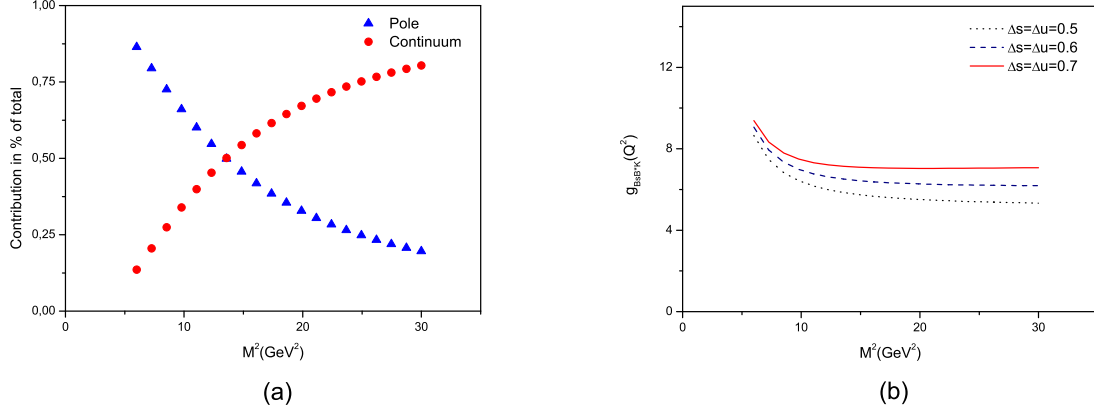 1,00
0,75
0,50
0,25
0,00
Contribution in % of total
Pole
Continuum
0 10 20 30
M²(GeV²)
(a)
12
8
4
0
g_{BsB*K}(Q²)
Δs=Δu=0.5
Δs=Δu=0.6
Δs=Δu=0.7
0 10 20 30
M²(GeV²)
(b)